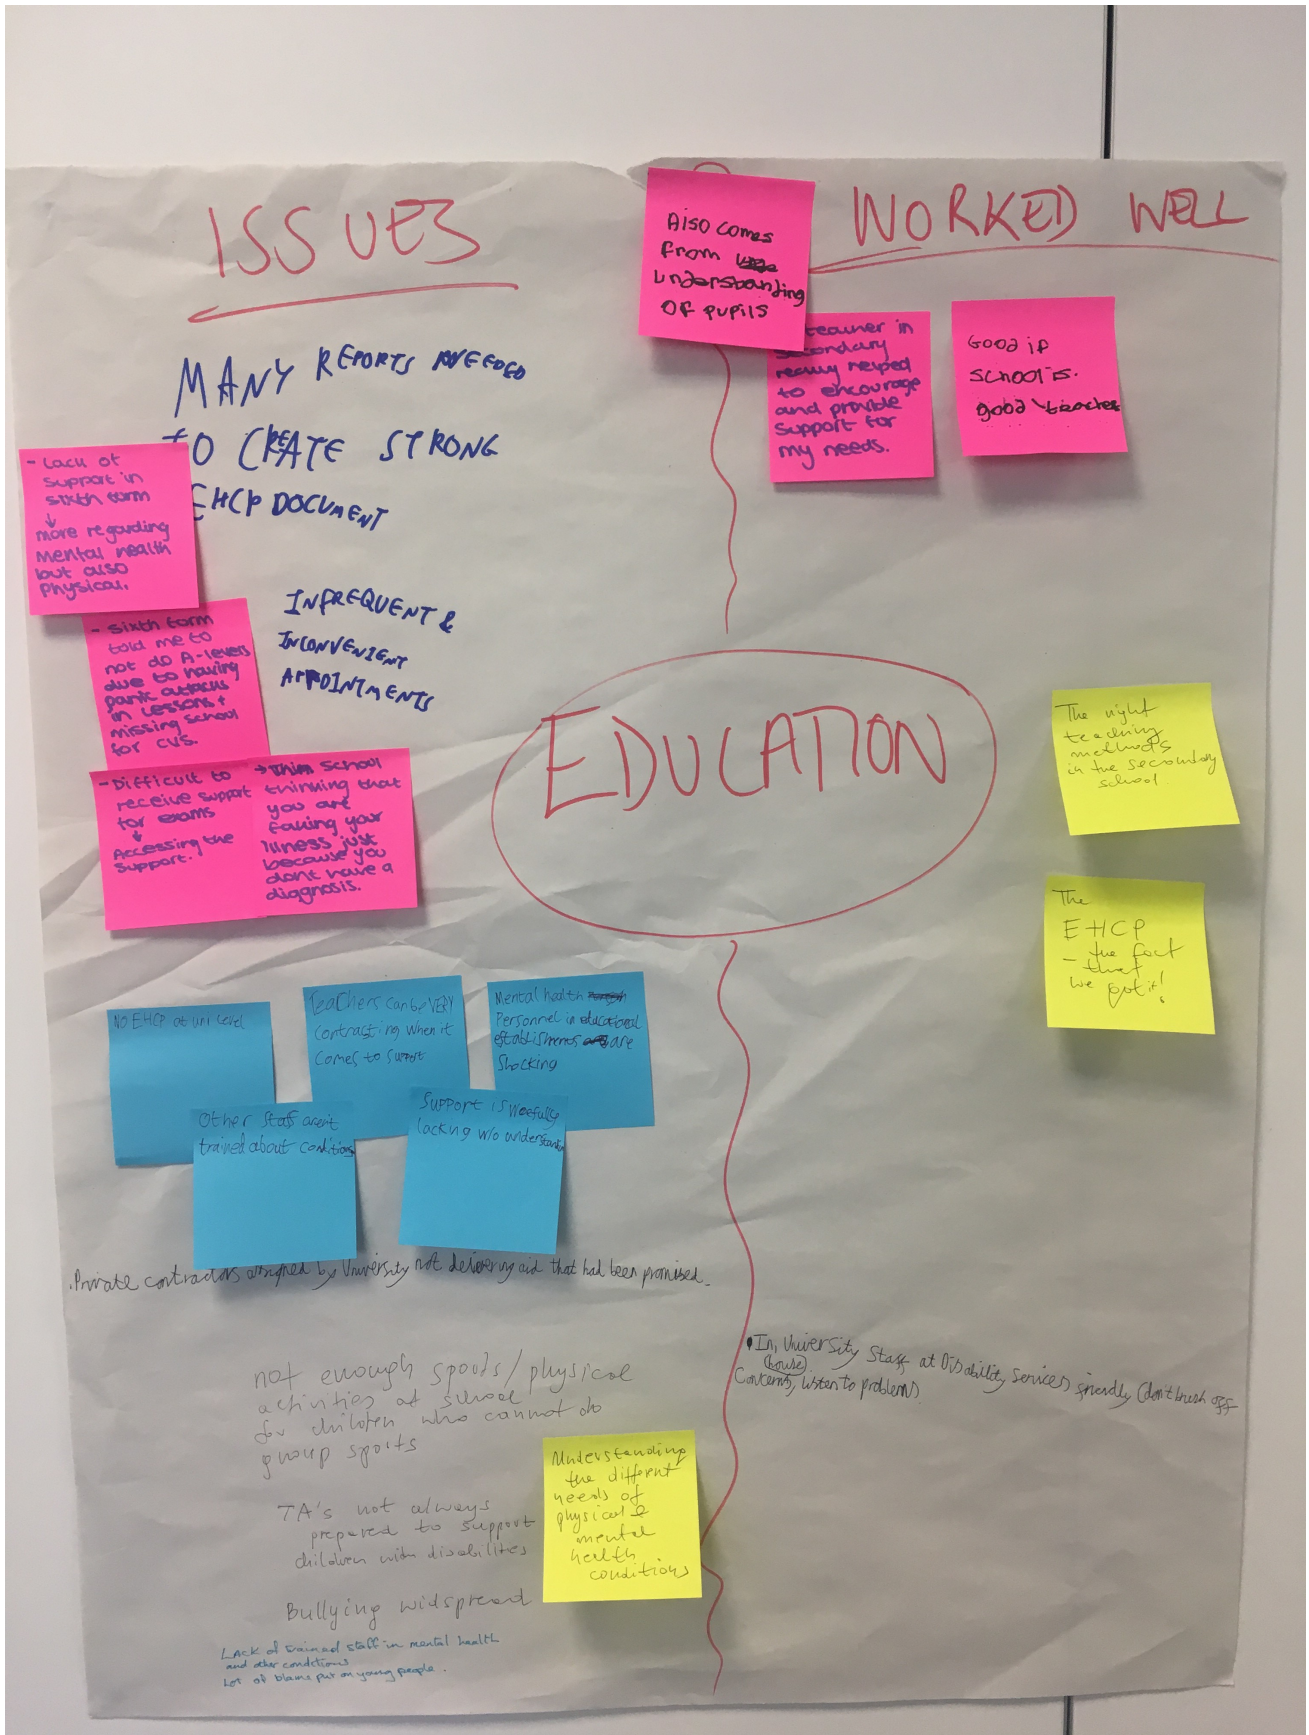 ISSUES
MANY REPORTS NEEDED
TO CREATE STRONG
EHCP DOCUMENT
- Lack of
support in
sixth form
↓
more regarding
mental health
but also
physical.
INFREQUENT &
INCONVENIENT
APPOINTMENTS
- Sixth form
told me to
not do A-levels
due to having
panic attacks
in lessons +
missing school
for CVS.
- Difficult to
receive support
for exams
↓
Accessing the
support.
→ Thim school
thinking that
you are
faking your
illness just
because you
dont have a
diagnosis.
NO EHCP at uni level
Teachers can be VERY
contrasting when it
comes to support
Mental health
Personnel in educational
establishments are
shocking
Other staff aren't
trained about conditions
Support is woefully
lacking w/o understandin
. Private contractors assigned by University not delivering aid that had been promised.
not enough sports/physical
activities at school
for children who cannot do
group sports
TA's not always
prepared to support
children with disabilities
Bullying widspread
Lack of trained staff in mental health
and other conditions
Lot of blame put on young people.
Understanding
the different
needs of
physical &
mental
health
conditions
EDUCATION
WORKED WELL
Also comes
from
understanding
OF pupils
teacher in
secondary
really helped
to encourage
and provide
support for
my needs.
Good if
school is.
good \ teacher
The right
teaching
methods
in the secondary
school.
The
EHCP
- the fact
- that
we got it!
• In, University Staff at Disability services friendly (don't brush off
(house)
Concerns, listen to problems